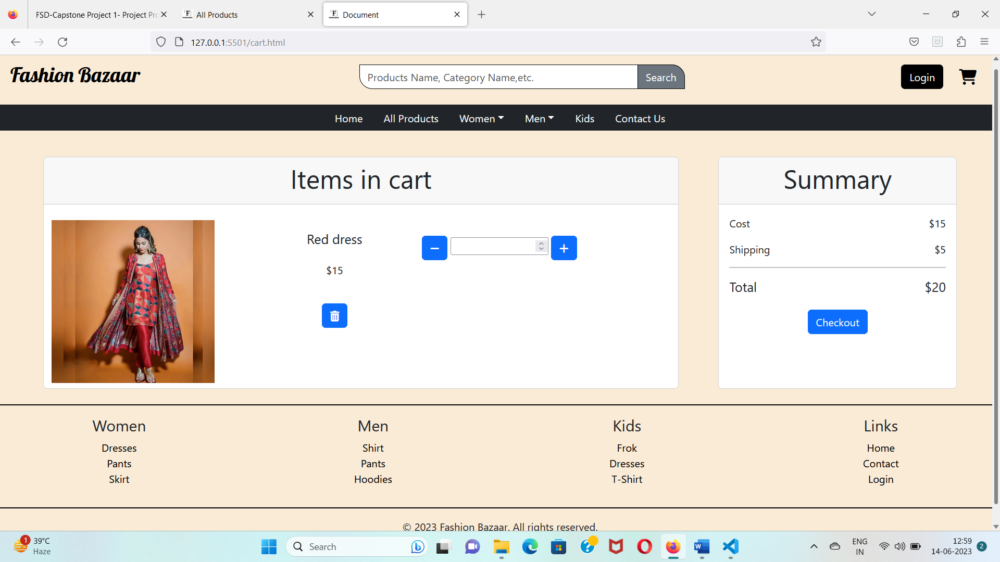 FSD-Capstone Project 1- Project Pro
All Products
Document
127.0.0.1:5501/cart.html
Fashion Bazaar
Products Name, Category Name,etc.
Search
Login
Home
All Products
Women
Men
Kids
Contact Us
Items in cart
Red dress
$15
Summary
Cost $15
Shipping $5
Total $20
Checkout
Women
Dresses
Pants
Skirt
Men
Shirt
Pants
Hoodies
Kids
Frok
Dresses
T-Shirt
Links
Home
Contact
Login
© 2023 Fashion Bazaar. All rights reserved.
1
39°C
Haze
Search
ENG
IN
12:59
14-06-2023
2